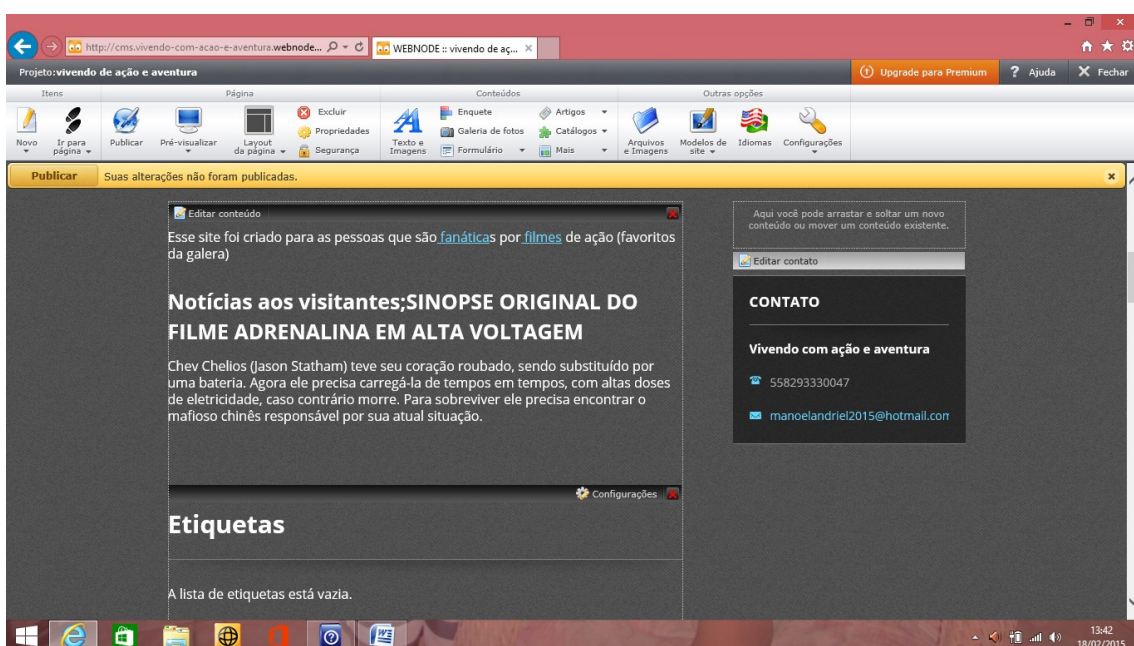 http://cms.vivendo-com-acao-e-aventura.webnode...
WEBNODE :: vivendo de aç...
Projeto:vivendo de ação e aventura
Upgrade para Premium
? Ajuda
X Fechar
Itens
Página
Conteúdos
Outras opções
Novo
Ir para página
Publicar
Pré-visualizar
Layout da página
Excluir
Propriedades
Segurança
Texto e Imagens
Enquete
Galeria de fotos
Formulário
Artigos
Catálogos
Mais
Arquivos e Imagens
Modelos de site
Idiomas
Configurações
Publicar
Suas alterações não foram publicadas.
Editar conteúdo
Esse site foi criado para as pessoas que são fanáticas por filmes de ação (favoritos
da galera)
Notícias aos visitantes;SINOPSE ORIGINAL DO
FILME ADRENALINA EM ALTA VOLTAGEM
Chev Chelios (Jason Statham) teve seu coração roubado, sendo substituído por
uma bateria. Agora ele precisa carregá-la de tempos em tempos, com altas doses
de eletricidade, caso contrário morre. Para sobreviver ele precisa encontrar o
mafioso chinês responsável por sua atual situação.
Configurações
Etiquetas
A lista de etiquetas está vazia.
Aqui você pode arrastar e soltar um novo
conteúdo ou mover um conteúdo existente.
Editar contato
CONTATO
Vivendo com ação e aventura
558293330047
manoelandriel2015@hotmail.com
13:42
18/02/2015